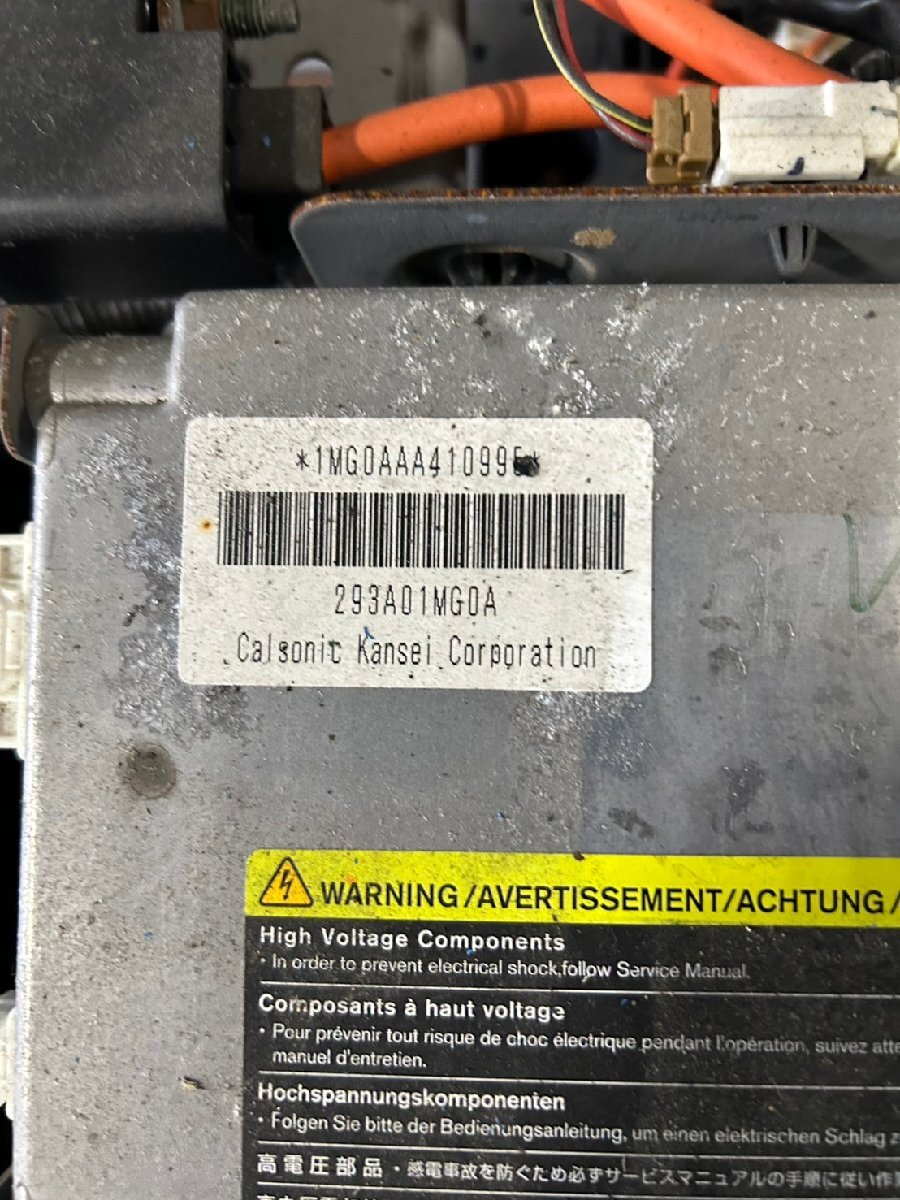 *1MG0AAA41099
293A01MG0A
Calsonic Kansei Corporation
WARNING/AVERTISSEMENT/ACHTUNG/
High Voltage Components
・In order to prevent electrical shock,follow Service Manual.
Composants à haut voltage
・Pour prévenir tout risque de choc électrique pendant l'opération, suivez
manuel d'entretien.
Hochspannungskomponenten
・Folgen Sie bitte der Bedienungsanleitung, um einen elektrischen Schlag
高電圧部品・感電事故を防ぐため必ずサービスマニュアルの手順に従い